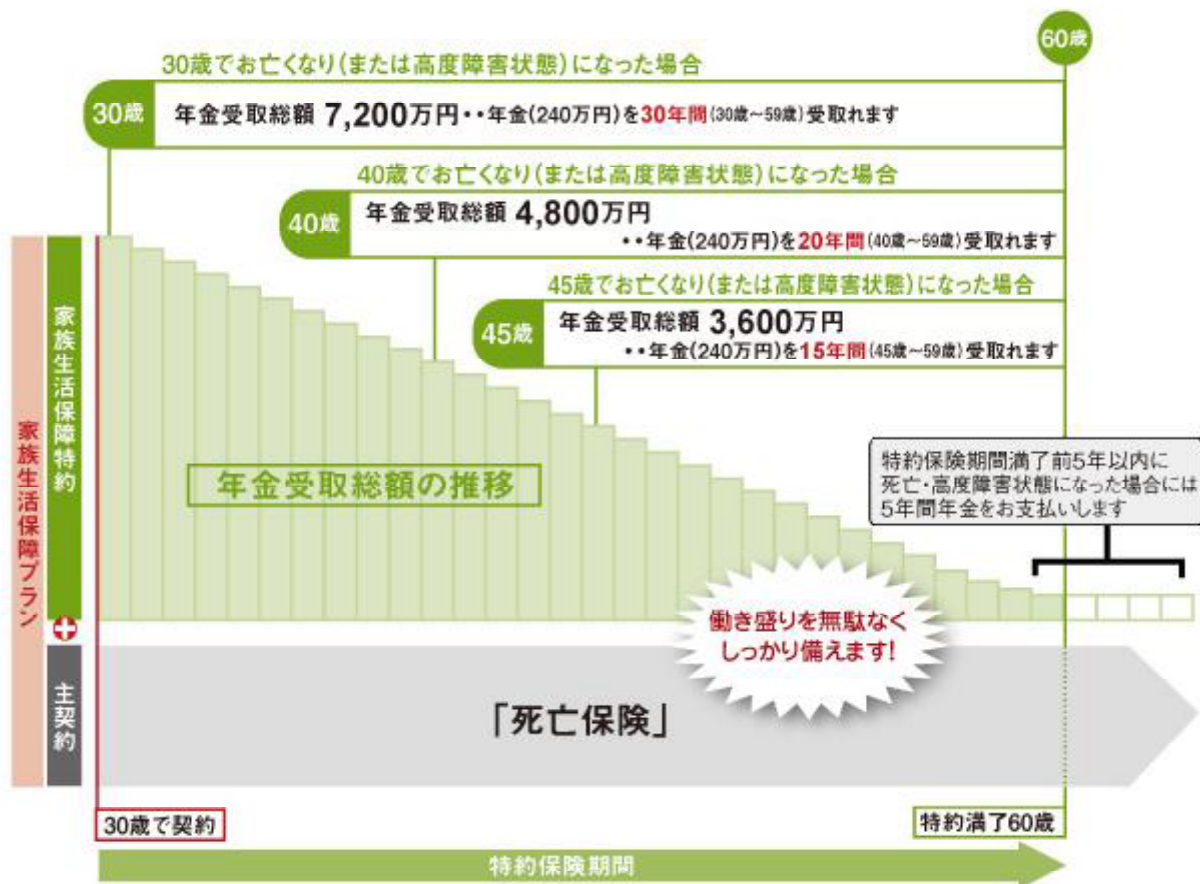 60歳
30歳でお亡くなり(または高度障害状態)になった場合
30歳
年金受取総額 7,200万円‥年金(240万円)を30年間(30歳〜59歳)受取れます
40歳でお亡くなり(または高度障害状態)になった場合
40歳
年金受取総額 4,800万円
‥年金(240万円)を20年間(40歳〜59歳)受取れます
45歳でお亡くなり(または高度障害状態)になった場合
45歳
年金受取総額 3,600万円
‥年金(240万円)を15年間(45歳〜59歳)受取れます
家族生活保障プラン
家族生活保障特約
年金受取総額の推移
特約保険期間満了前5年以内に
死亡・高度障害状態になった場合には
5年間年金をお支払いします
働き盛りを無駄なく
しっかり備えます!
主契約
「死亡保険」
30歳で契約
特約満了60歳
特約保険期間